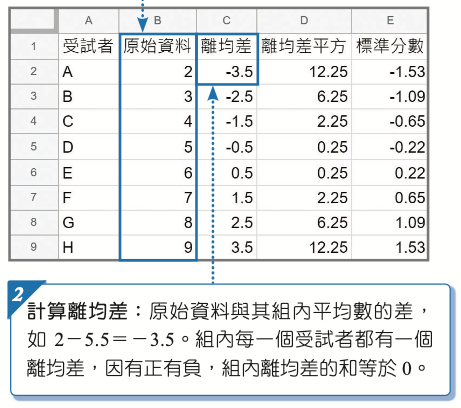 A B C D E
1 受試者 原始資料 離均差 離均差平方 標準分數
2 A 2 -3.5 12.25 -1.53
3 B 3 -2.5 6.25 -1.09
4 C 4 -1.5 2.25 -0.65
5 D 5 -0.5 0.25 -0.22
6 E 6 0.5 0.25 0.22
7 F 7 1.5 2.25 0.65
8 G 8 2.5 6.25 1.09
9 H 9 3.5 12.25 1.53
2
計算離均差：原始資料與其組內平均數的差，
如 2－5.5＝－3.5。組內每一個受試者都有一個
離均差，因有正有負，組內離均差的和等於 0。